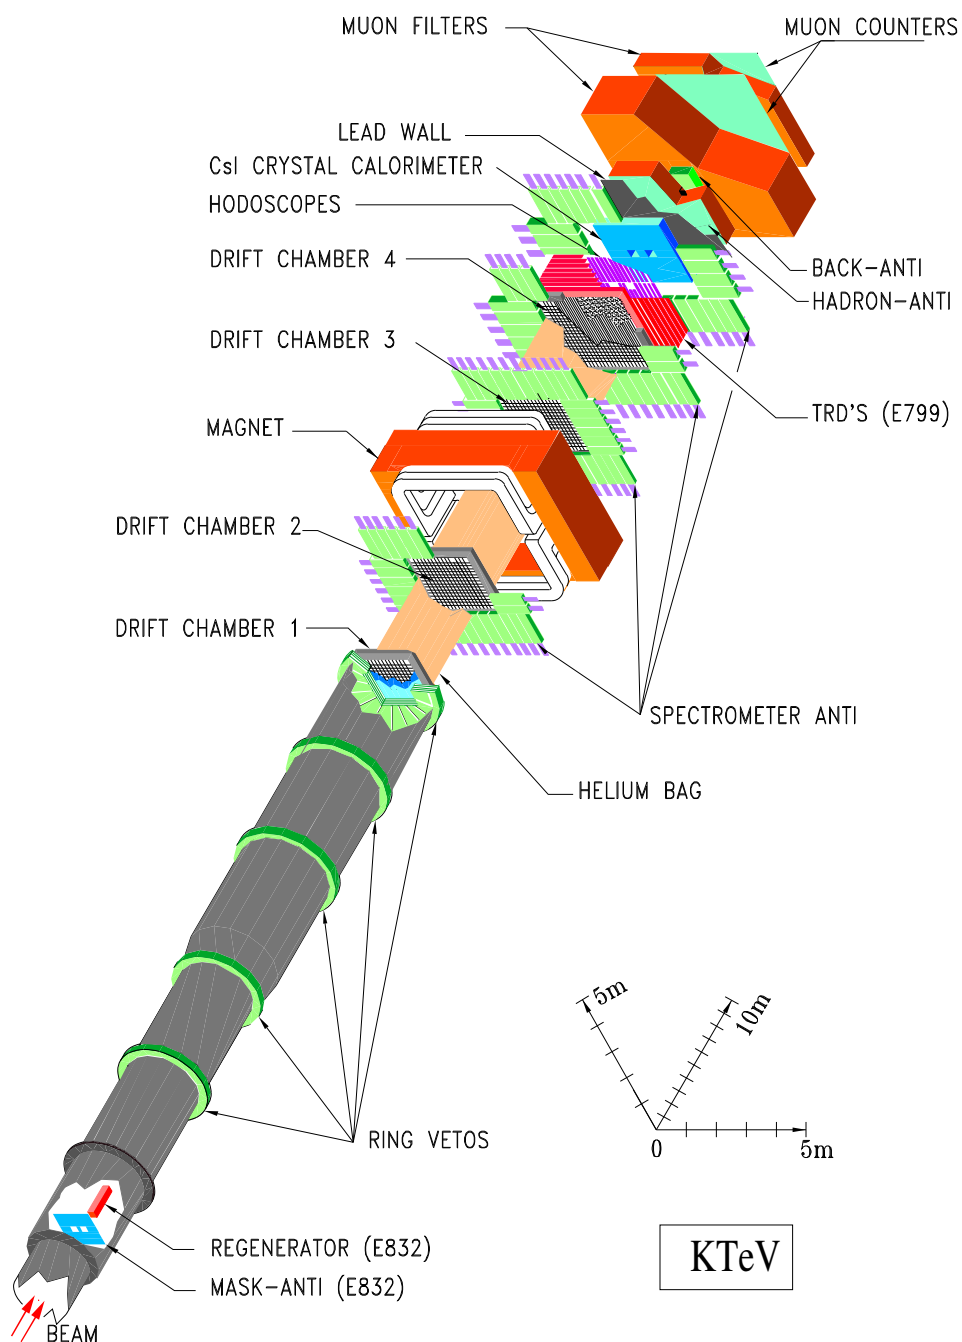 MUON FILTERS
MUON COUNTERS
LEAD WALL
CsI CRYSTAL CALORIMETER
HODOSCOPES
DRIFT CHAMBER 4
BACK-ANTI
HADRON-ANTI
DRIFT CHAMBER 3
TRD'S (E799)
MAGNET
DRIFT CHAMBER 2
DRIFT CHAMBER 1
SPECTROMETER ANTI
HELIUM BAG
5m
10m
0
5m
RING VETOS
REGENERATOR (E832)
MASK-ANTI (E832)
KTeV
BEAM